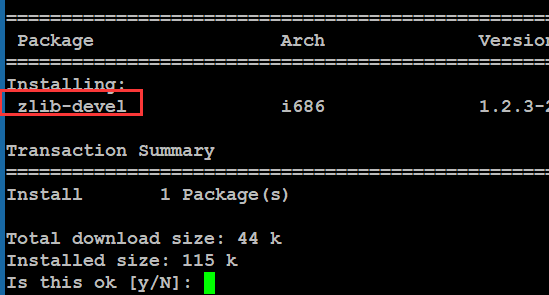 ================================================
Package Arch Version
================================================
Installing:
zlib-devel i686 1.2.3-2
Transaction Summary
================================================
Install 1 Package(s)
Total download size: 44 k
Installed size: 115 k
Is this ok [y/N]: